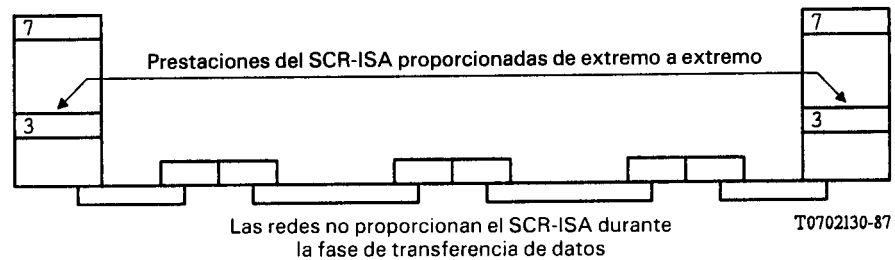 7
7
Prestaciones del SCR-ISA proporcionadas de extremo a extremo
3
3
Las redes no proporcionan el SCR-ISA durante
la fase de transferencia de datos
T0702130-87